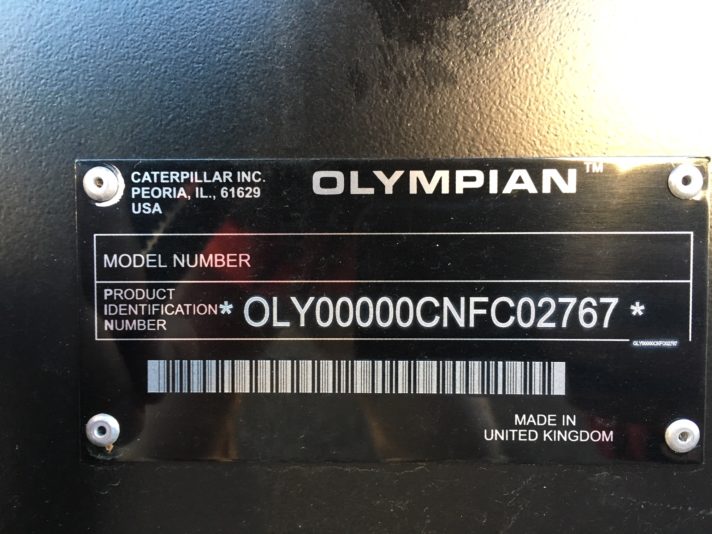 CATERPILLAR INC.
PEORIA, IL., 61629
USA
OLYMPIAN™
MODEL NUMBER
PRODUCT
IDENTIFICATION
NUMBER
* OLY00000CNFC02767 *
MADE IN
UNITED KINGDOM